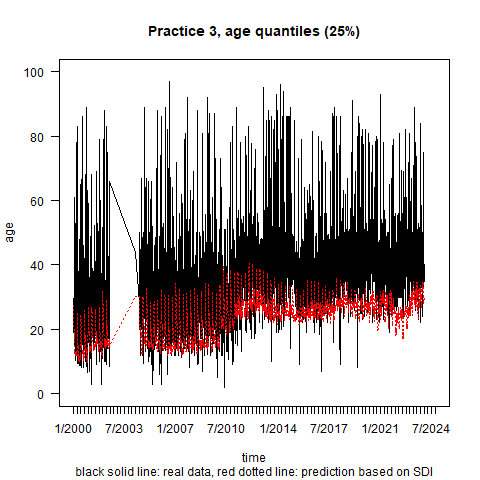 Practice 3, age quantiles (25%)
100
80
60
40
20
0
age
1/2000 7/2003 1/2007 7/2010 1/2014 7/2017 1/2021 7/2024
time
black solid line: real data, red dotted line: prediction based on SDI